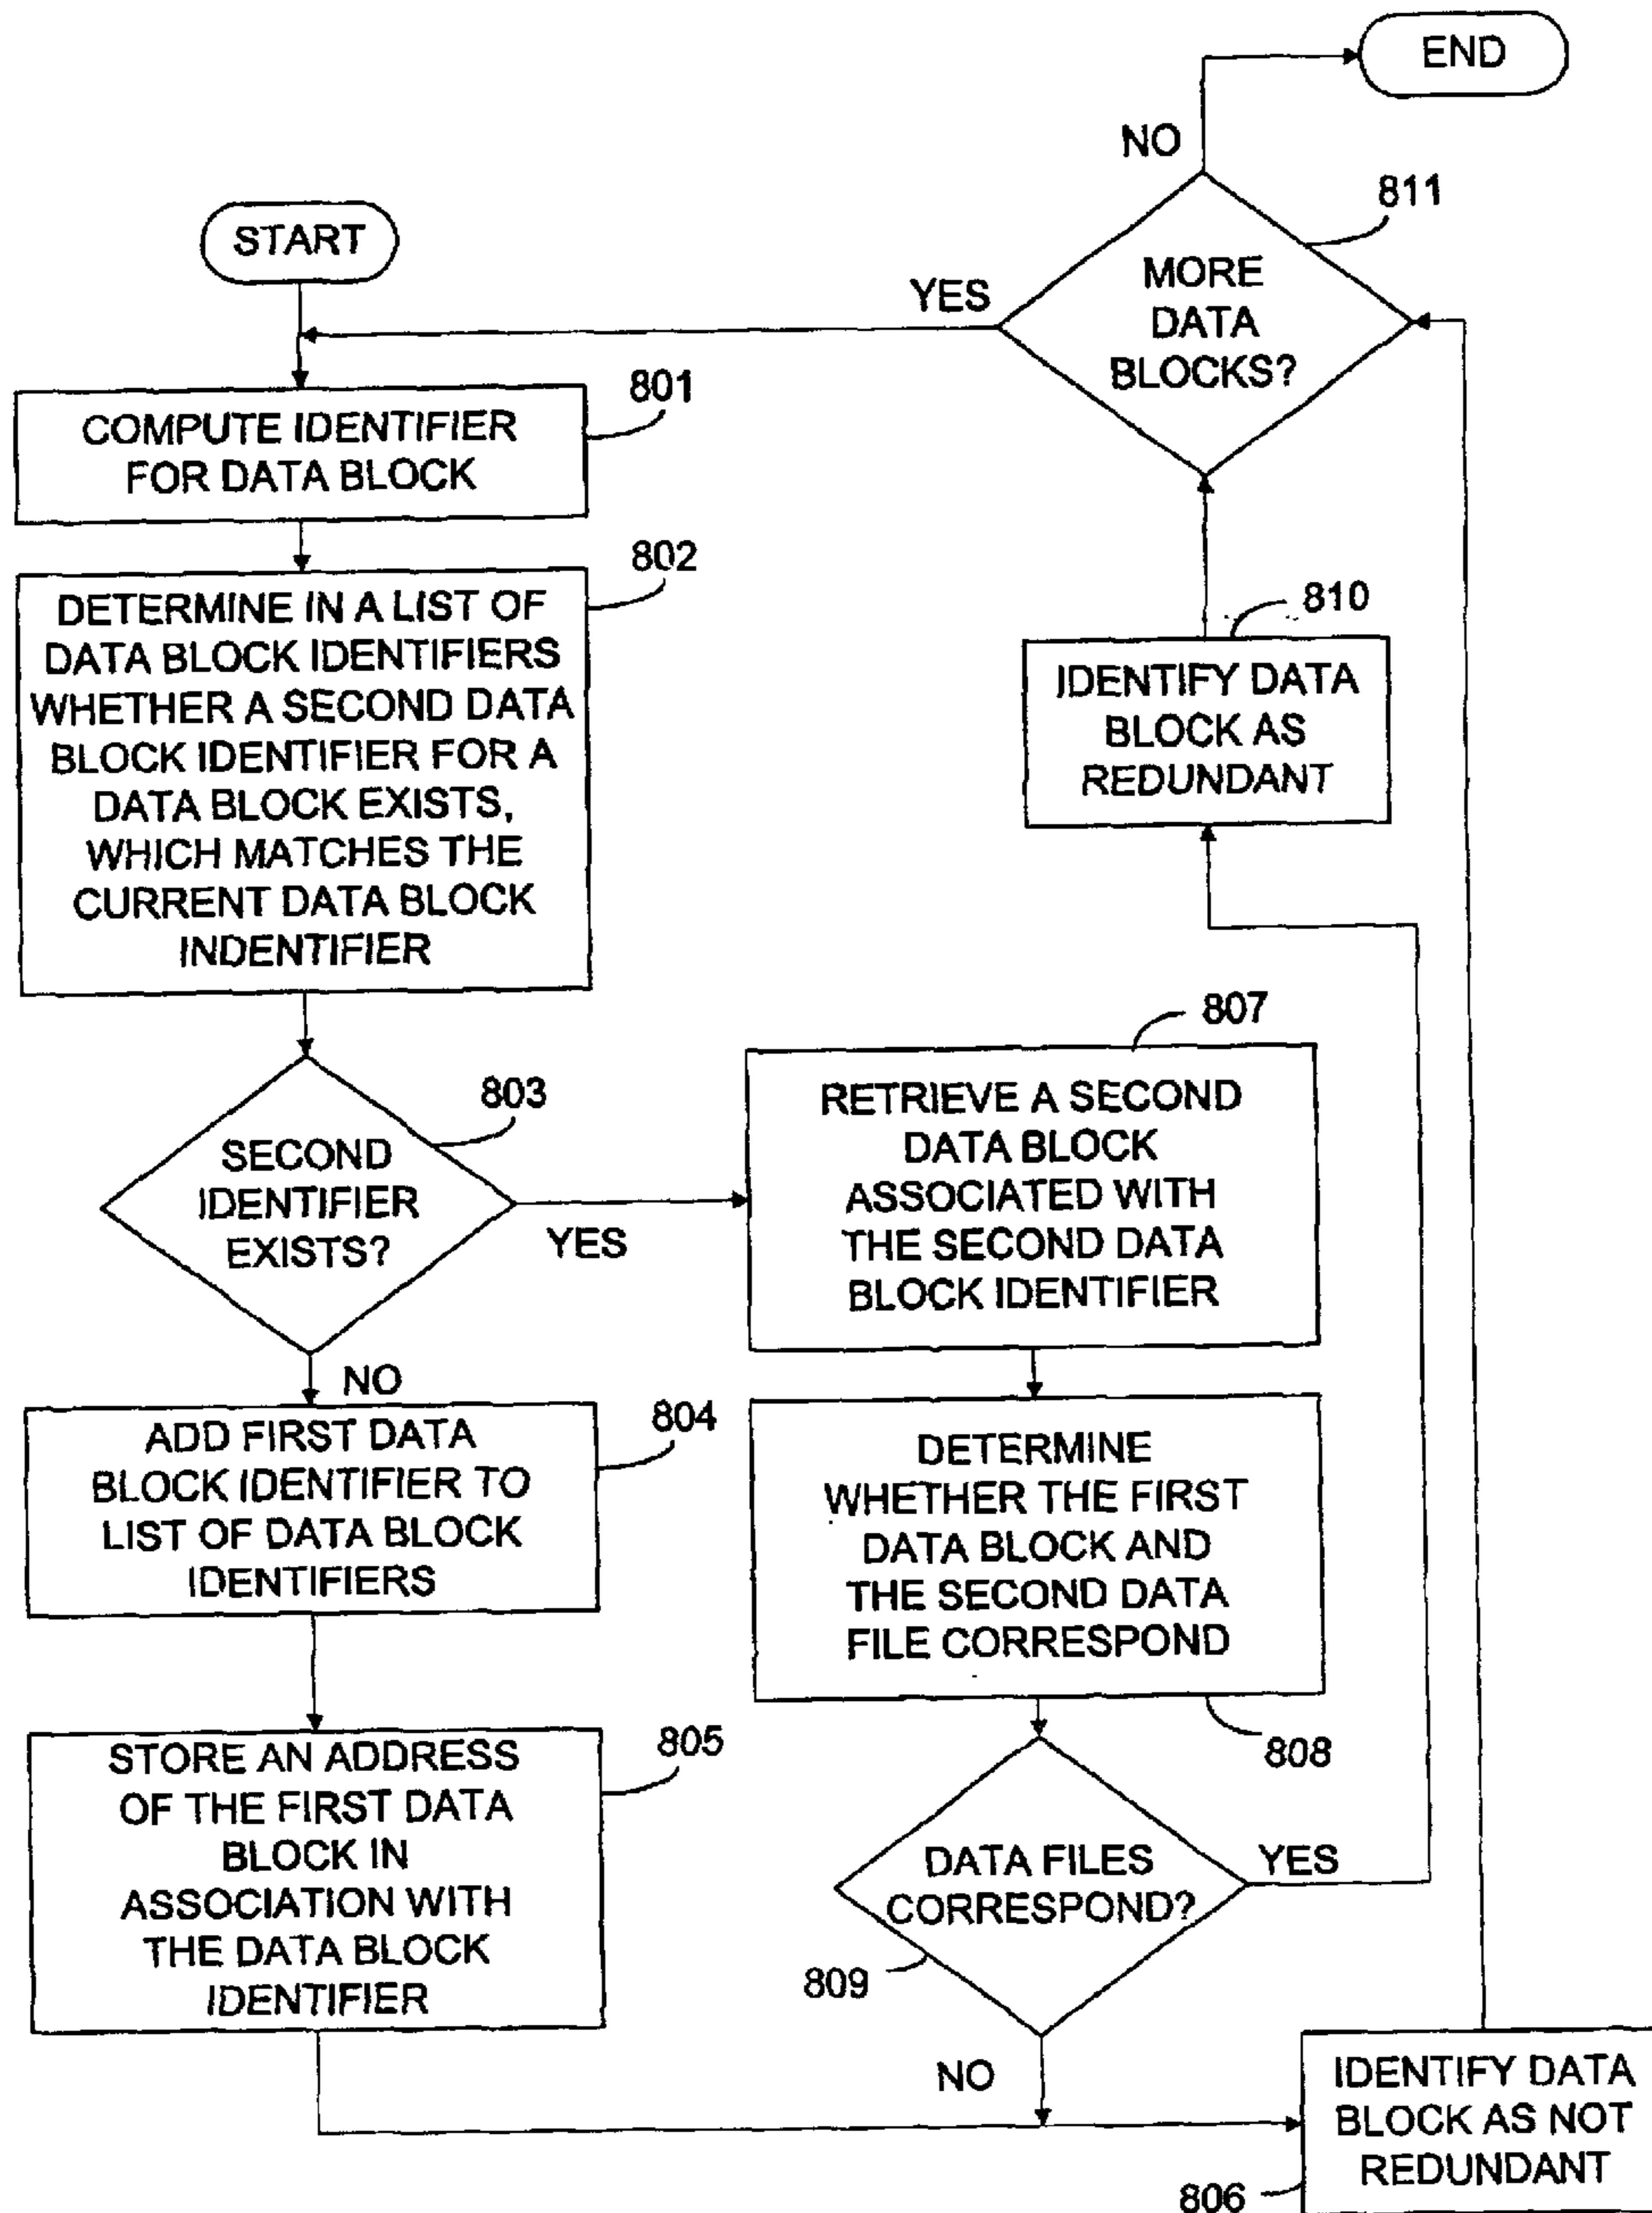 END
NO
811
START
MORE
DATA
BLOCKS?
YES
801
COMPUTE IDENTIFIER
FOR DATA BLOCK
802
DETERMINE IN A LIST OF
DATA BLOCK IDENTIFIERS
WHETHER A SECOND DATA
BLOCK IDENTIFIER FOR A
DATA BLOCK EXISTS,
WHICH MATCHES THE
CURRENT DATA BLOCK
INDENTIFIER
810
IDENTIFY DATA
BLOCK AS
REDUNDANT
803
SECOND
IDENTIFIER
EXISTS?
YES
NO
807
RETRIEVE A SECOND
DATA BLOCK
ASSOCIATED WITH
THE SECOND DATA
BLOCK IDENTIFIER
804
ADD FIRST DATA
BLOCK IDENTIFIER TO
LIST OF DATA BLOCK
IDENTIFIERS
DETERMINE
WHETHER THE FIRST
DATA BLOCK AND
THE SECOND DATA
FILE CORRESPOND
808
805
STORE AN ADDRESS
OF THE FIRST DATA
BLOCK IN
ASSOCIATION WITH
THE DATA BLOCK
IDENTIFIER
DATA FILES
CORRESPOND?
YES
809
NO
IDENTIFY DATA
BLOCK AS NOT
REDUNDANT
806